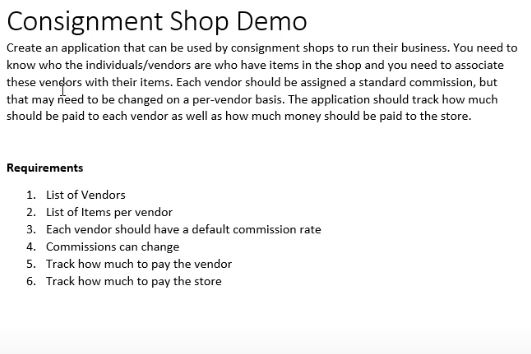 Consignment Shop Demo
Create an application that can be used by consignment shops to run their business. You need to
know who the individuals/vendors are who have items in the shop and you need to associate
these vendors with their items. Each vendor should be assigned a standard commission, but
that may need to be changed on a per-vendor basis. The application should track how much
should be paid to each vendor as well as how much money should be paid to the store.
Requirements
1. List of Vendors
2. List of Items per vendor
3. Each vendor should have a default commission rate
4. Commissions can change
5. Track how much to pay the vendor
6. Track how much to pay the store